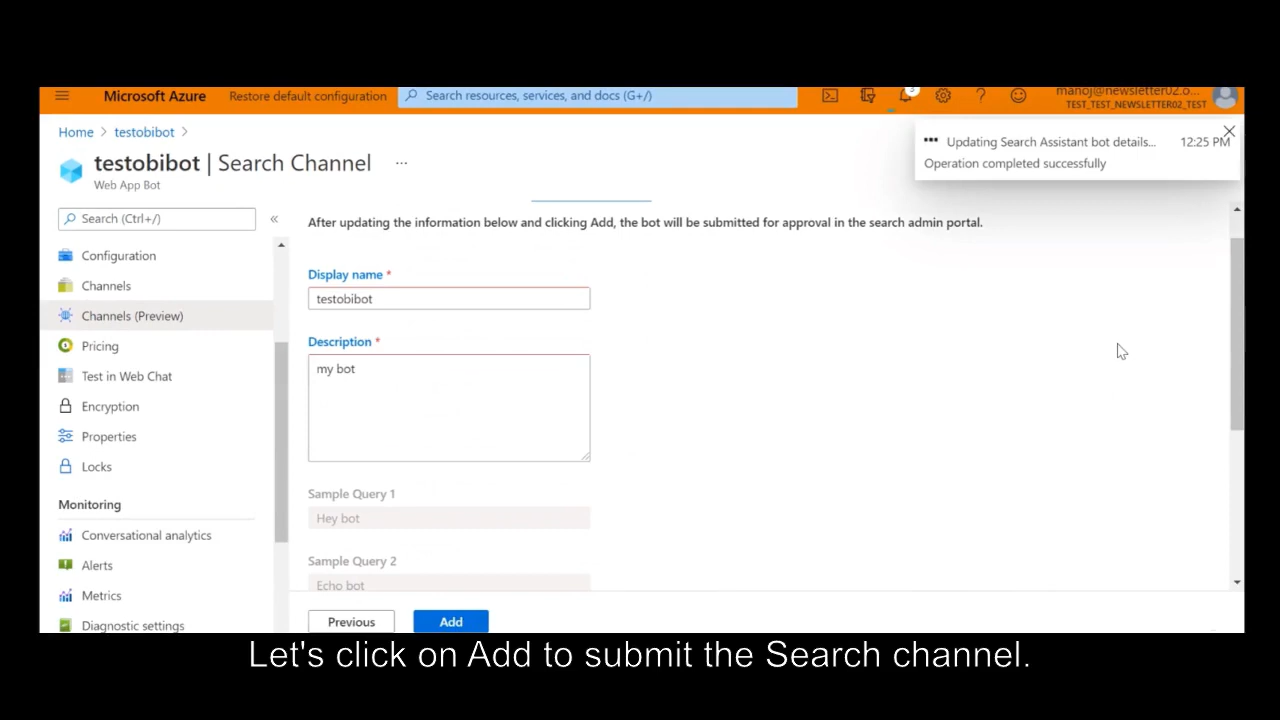 Microsoft Azure
Restore default configuration
Search resources, services, and docs (G+/)
manoj@newsletter02.o...
TEST_TEST_NEWSLETTER02_TEST
Home > testobibot >
testobibot | Search Channel ...
Web App Bot
Updating Search Assistant bot details... 12:25 PM
Operation completed successfully
Search (Ctrl+/)
«
Configuration
Channels
Channels (Preview)
Pricing
Test in Web Chat
Encryption
Properties
Locks
Monitoring
Conversational analytics
Alerts
Metrics
Diagnostic settings
After updating the information below and clicking Add, the bot will be submitted for approval in the search admin portal.
Display name *
testobibot
Description *
my bot
Sample Query 1
Hey bot
Sample Query 2
Echo bot
Previous
Add
Let's click on Add to submit the Search channel.